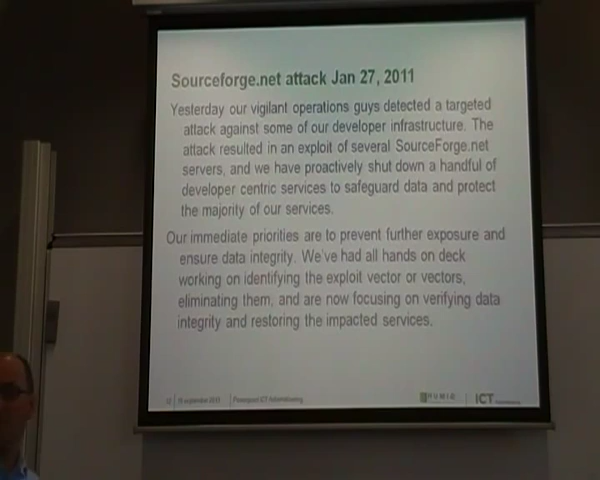 Sourceforge.net attack Jan 27, 2011
Yesterday our vigilant operations guys detected a targeted
attack against some of our developer infrastructure. The
attack resulted in an exploit of several SourceForge.net
servers, and we have proactively shut down a handful of
developer centric services to safeguard data and protect
the majority of our services.
Our immediate priorities are to prevent further exposure and
ensure data integrity. We've had all hands on deck
working on identifying the exploit vector or vectors,
eliminating them, and are now focusing on verifying data
integrity and restoring the impacted services.
12 september 2011
ICT